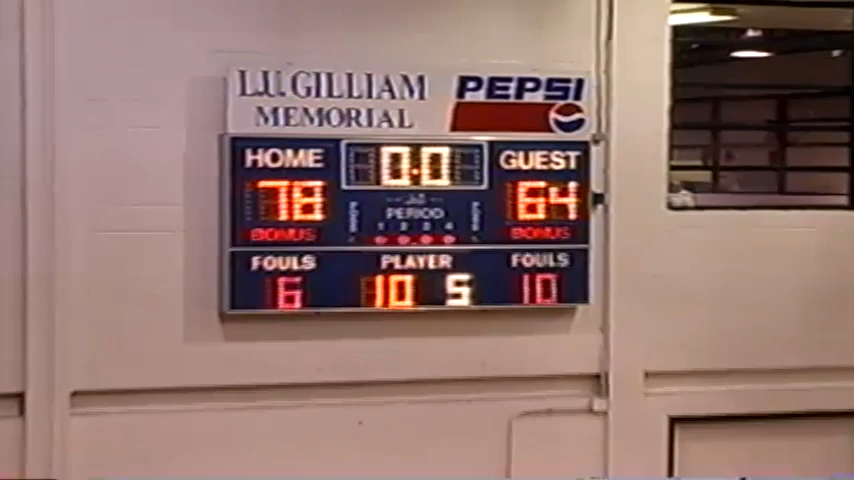 L.U. GILLIAM
MEMORIAL
PEPSI
HOME 0.0 GUEST
78 64
PERIOD
1 2 3 4
BONUS BONUS
FOULS PLAYER FOULS
6 10 5 10